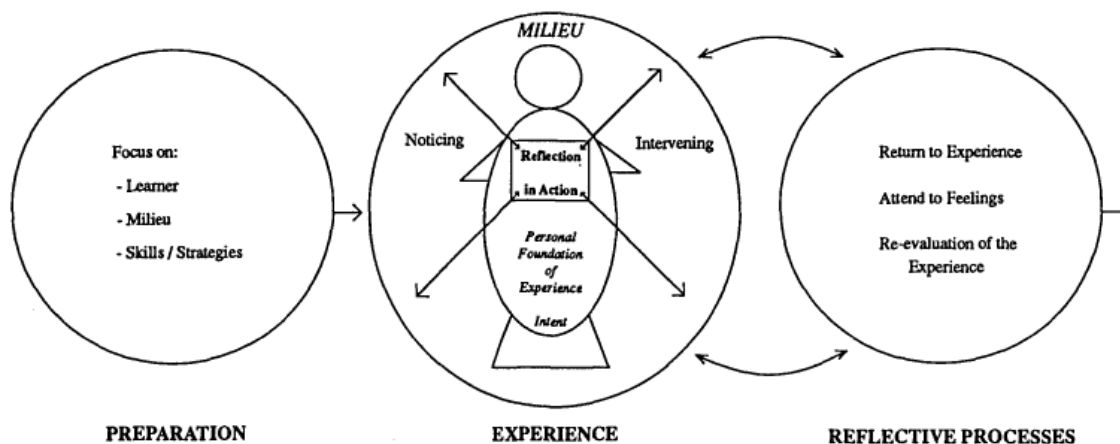 Focus on:
- Learner
- Milieu
- Skills / Strategies
PREPARATION
MILIEU
Noticing
Intervening
Reflection
in Action
Personal
Foundation
of
Experience
Intent
EXPERIENCE
Return to Experience
Attend to Feelings
Re-evaluation of the
Experience
REFLECTIVE PROCESSES